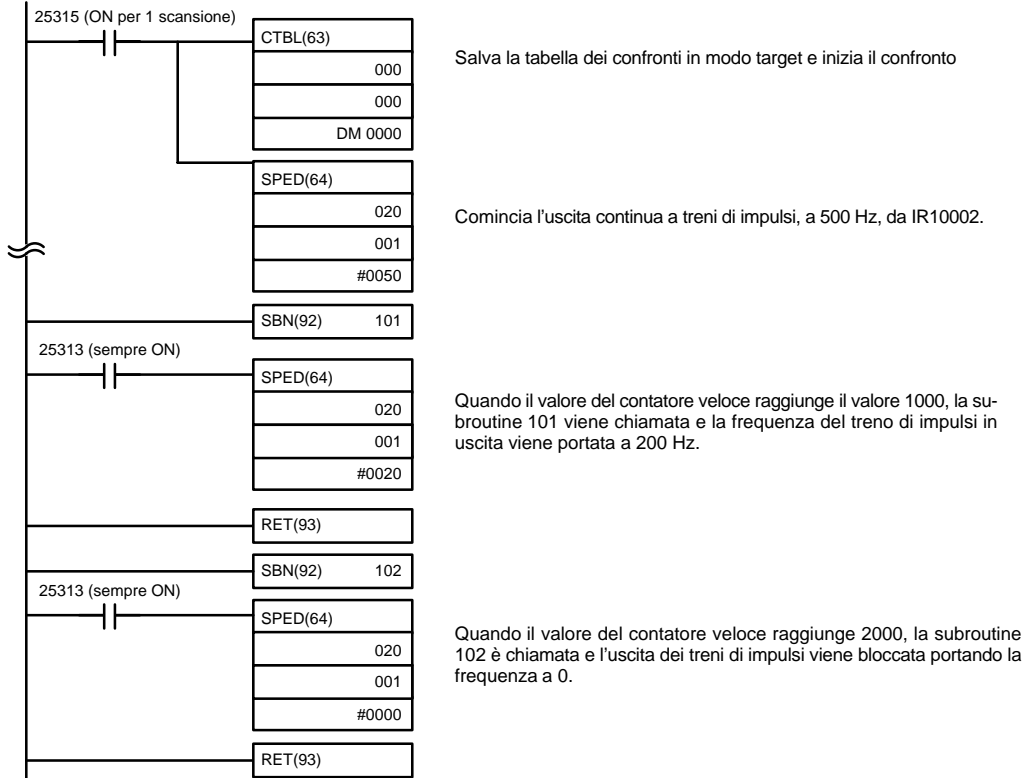 25315 (ON per 1 scansione)
CTBL(63)
000
000
DM 0000
Salva la tabella dei confronti in modo target e inizia il confronto
SPED(64)
020
001
#0050
Comincia l'uscita continua a treni di impulsi, a 500 Hz, da IR10002.
SBN(92) 101
25313 (sempre ON)
SPED(64)
020
001
#0020
Quando il valore del contatore veloce raggiunge il valore 1000, la su-
broutine 101 viene chiamata e la frequenza del treno di impulsi in
uscita viene portata a 200 Hz.
RET(93)
SBN(92) 102
25313 (sempre ON)
SPED(64)
020
001
#0000
Quando il valore del contatore veloce raggiunge 2000, la subroutine
102 è chiamata e l'uscita dei treni di impulsi viene bloccata portando la
frequenza a 0.
RET(93)